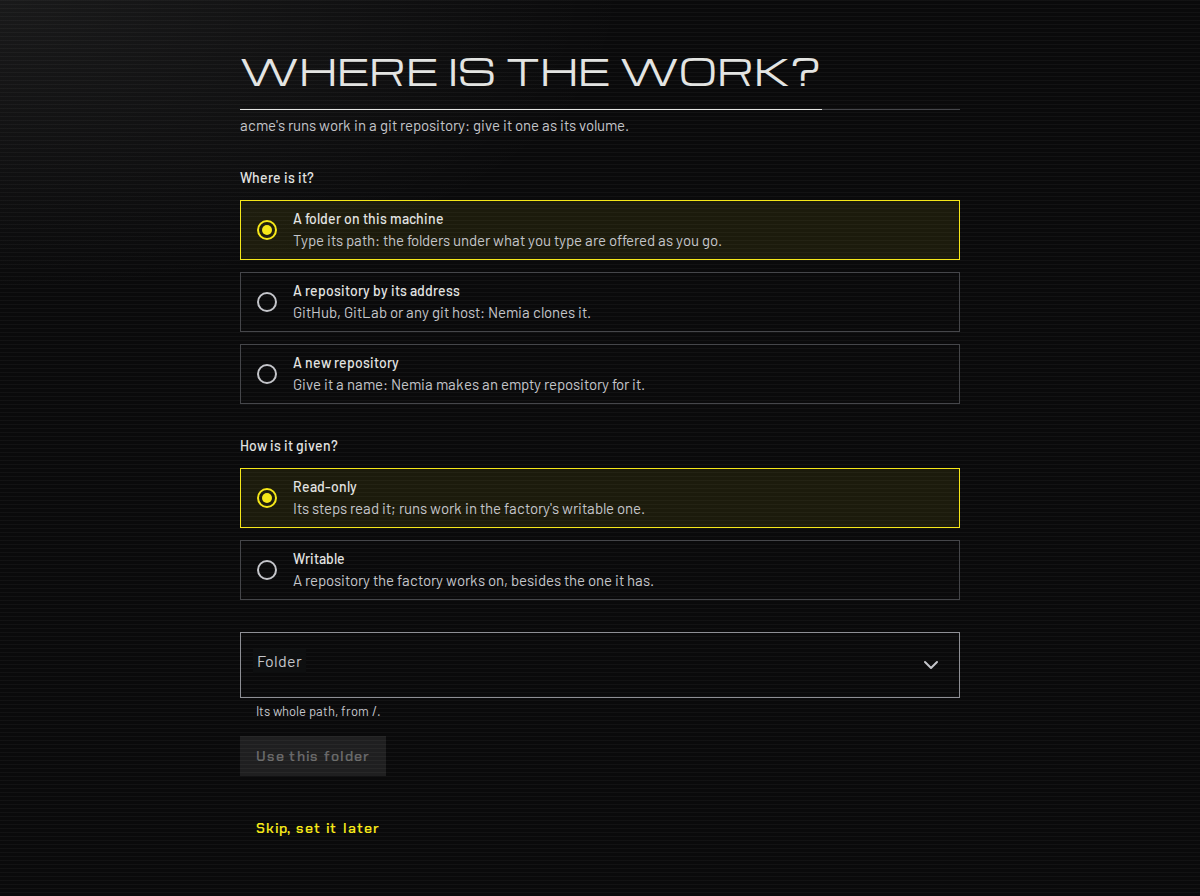 WHERE IS THE WORK?
acme's runs work in a git repository: give it one as its volume.
Where is it?
A folder on this machine
Type its path: the folders under what you type are offered as you go.
A repository by its address
GitHub, GitLab or any git host: Nemia clones it.
A new repository
Give it a name: Nemia makes an empty repository for it.
How is it given?
Read-only
Its steps read it; runs work in the factory's writable one.
Writable
A repository the factory works on, besides the one it has.
Folder
Its whole path, from /.
Use this folder
Skip, set it later